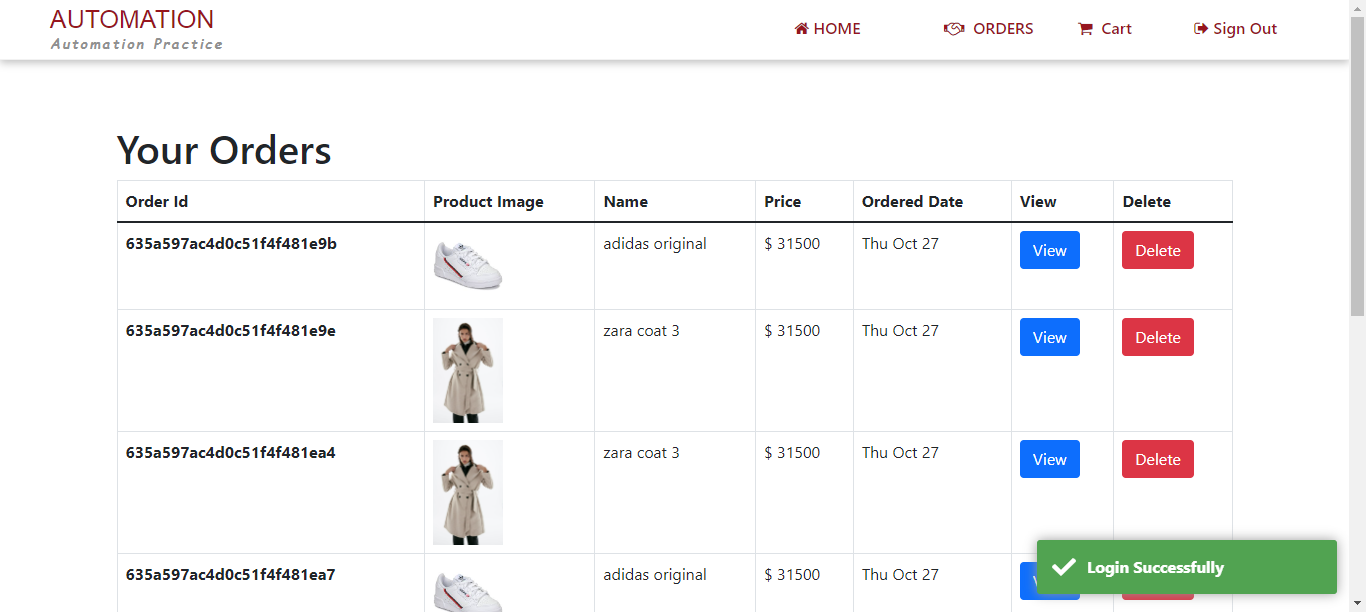 AUTOMATION
Automation Practice
HOME ORDERS Cart Sign Out
Your Orders
Order Id Product Image Name Price Ordered Date View Delete
635a597ac4d0c51f4f481e9b adidas original $ 31500 Thu Oct 27 View Delete
635a597ac4d0c51f4f481e9e zara coat 3 $ 31500 Thu Oct 27 View Delete
635a597ac4d0c51f4f481ea4 zara coat 3 $ 31500 Thu Oct 27 View Delete
635a597ac4d0c51f4f481ea7 adidas original $ 31500 Thu Oct 27
Login Successfully